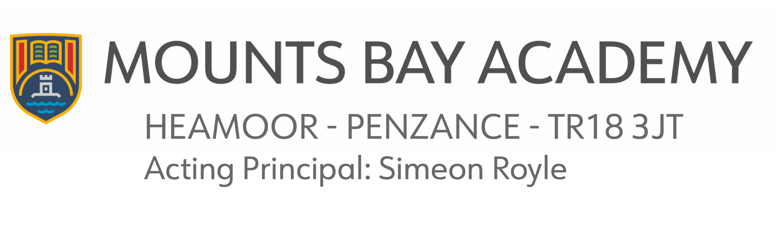 MOUNTS BAY ACADEMY
HEAMOOR - PENZANCE - TR18 3JT
Acting Principal: Simeon Royle